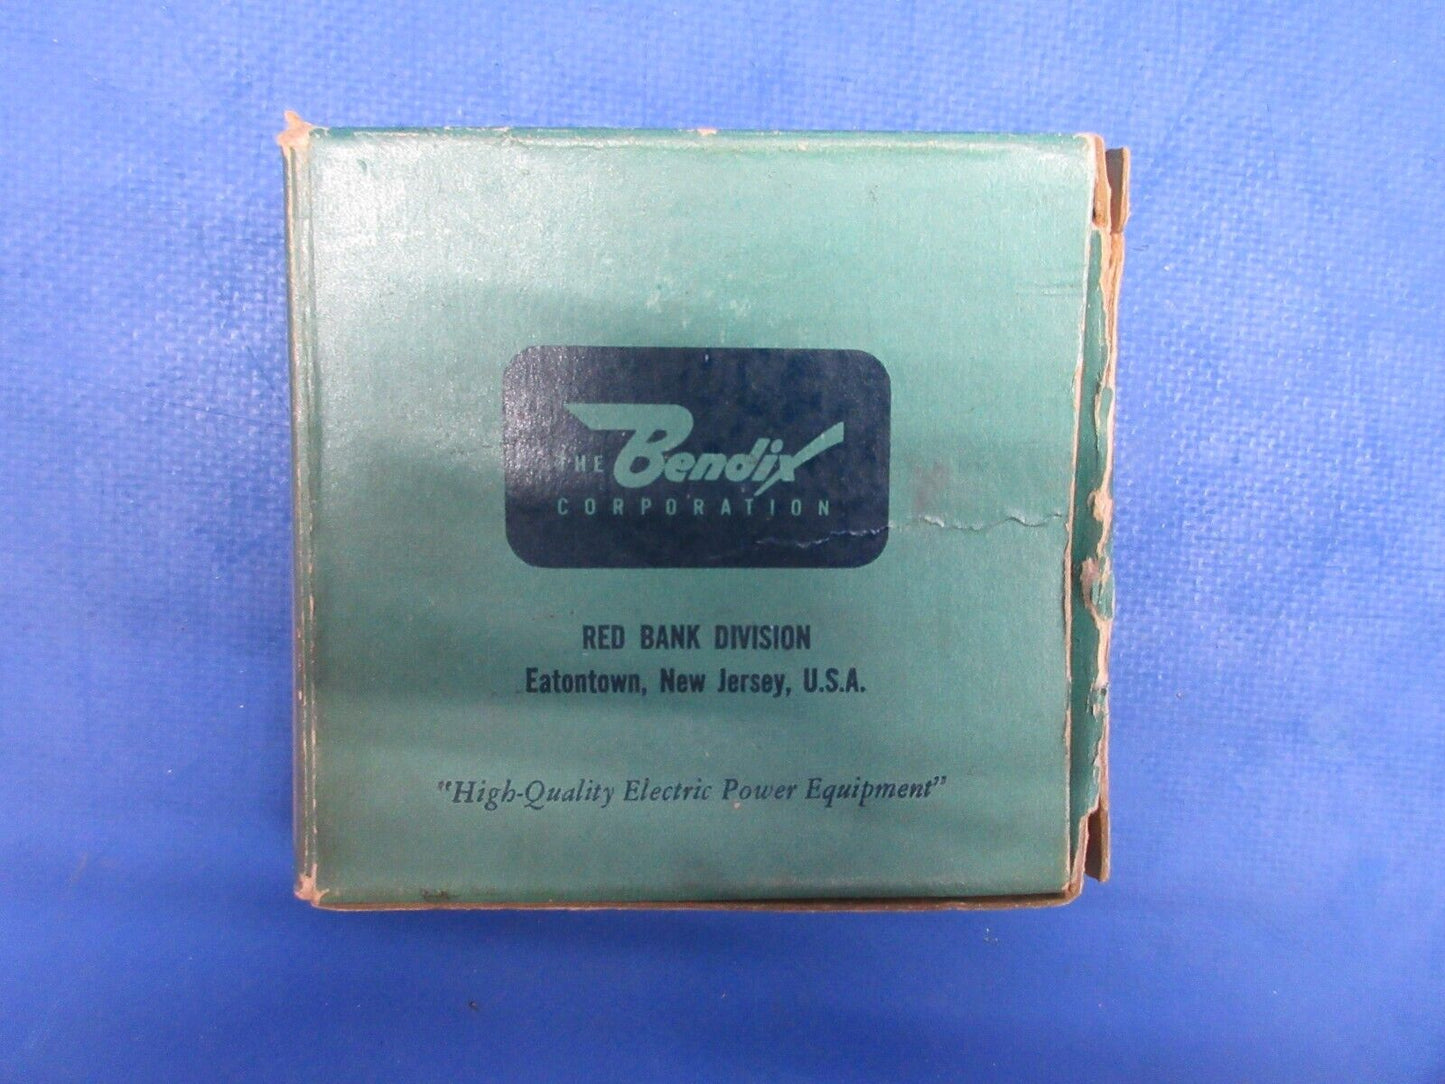 THE Bendix
CORPORATION
RED BANK DIVISION
Eatontown, New Jersey, U.S.A.
"High-Quality Electric Power Equipment"